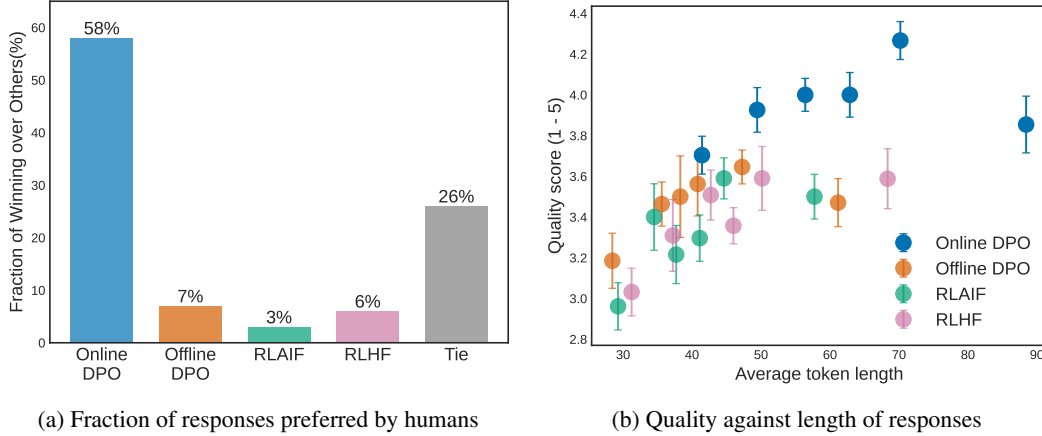 Fraction of Winning over Others(%)
60
50
40
30
20
10
0
58%
7%
3%
6%
26%
Online
DPO
Offline
DPO
RLAIF
RLHF
Tie
(a) Fraction of responses preferred by humans
Quality score (1 - 5)
4.4
4.2
4.0
3.8
3.6
3.4
3.2
3.0
2.8
Online DPO
Offline DPO
RLAIF
RLHF
30 40 50 60 70 80 90
Average token length
(b) Quality against length of responses